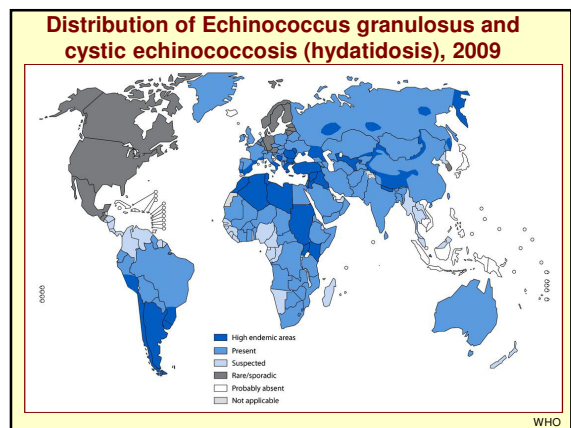 Distribution of Echinococcus granulosus and
cystic echinococcosis (hydatidosis), 2009
High endemic areas
Present
Suspected
Rare/sporadic
Probably absent
Not applicable
WHO